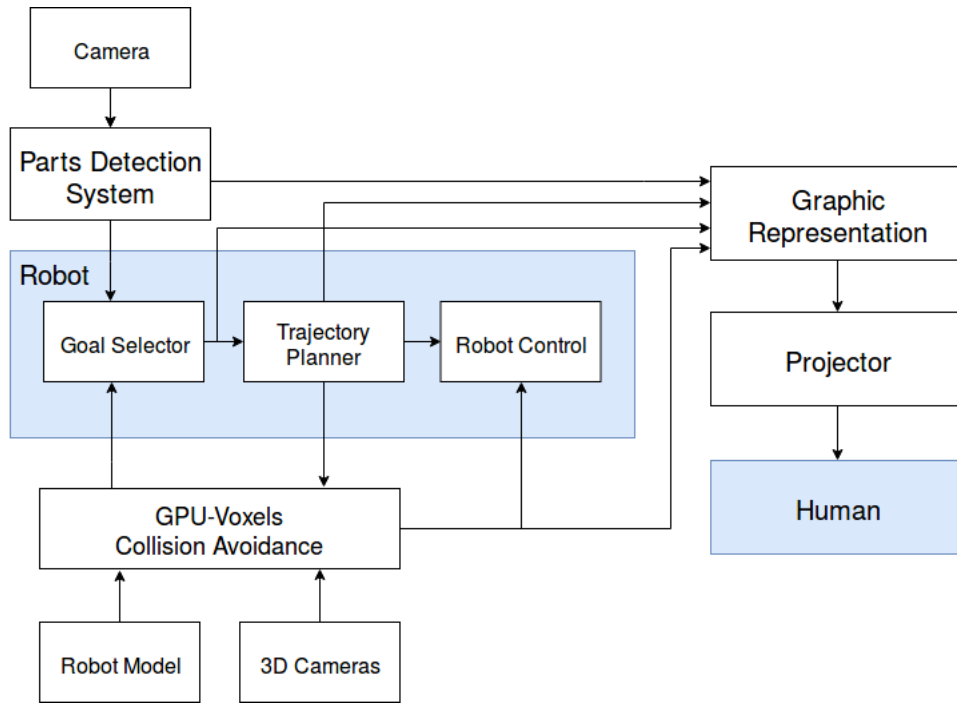 Camera
Parts Detection
System
Graphic
Representation
Robot
Goal Selector
Trajectory
Planner
Robot Control
Projector
GPU-Voxels
Collision Avoidance
Human
Robot Model
3D Cameras